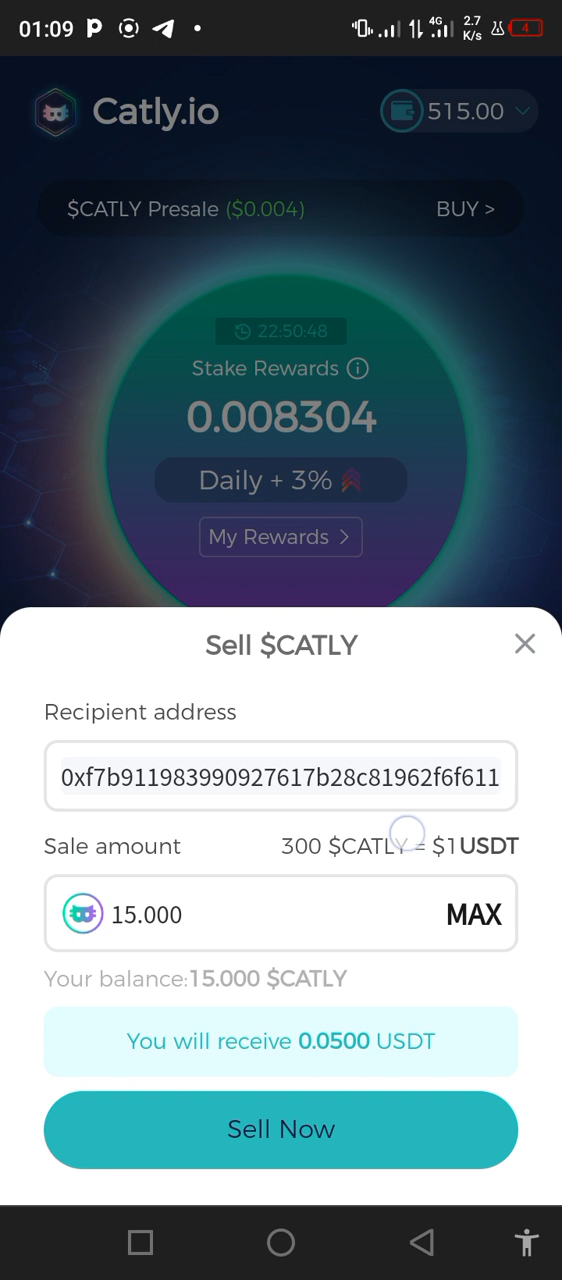 01:09
4G
2.7
K/s
4
Catly.io
515.00
$CATLY Presale ($0.004)
BUY >
22:50:48
Stake Rewards
0.008304
Daily + 3%
My Rewards >
Sell $CATLY
Recipient address
0xf7b911983990927617b28c81962f6f611
Sale amount
300 $CATLY = $1USDT
15.000
MAX
Your balance:15.000 $CATLY
You will receive 0.0500 USDT
Sell Now